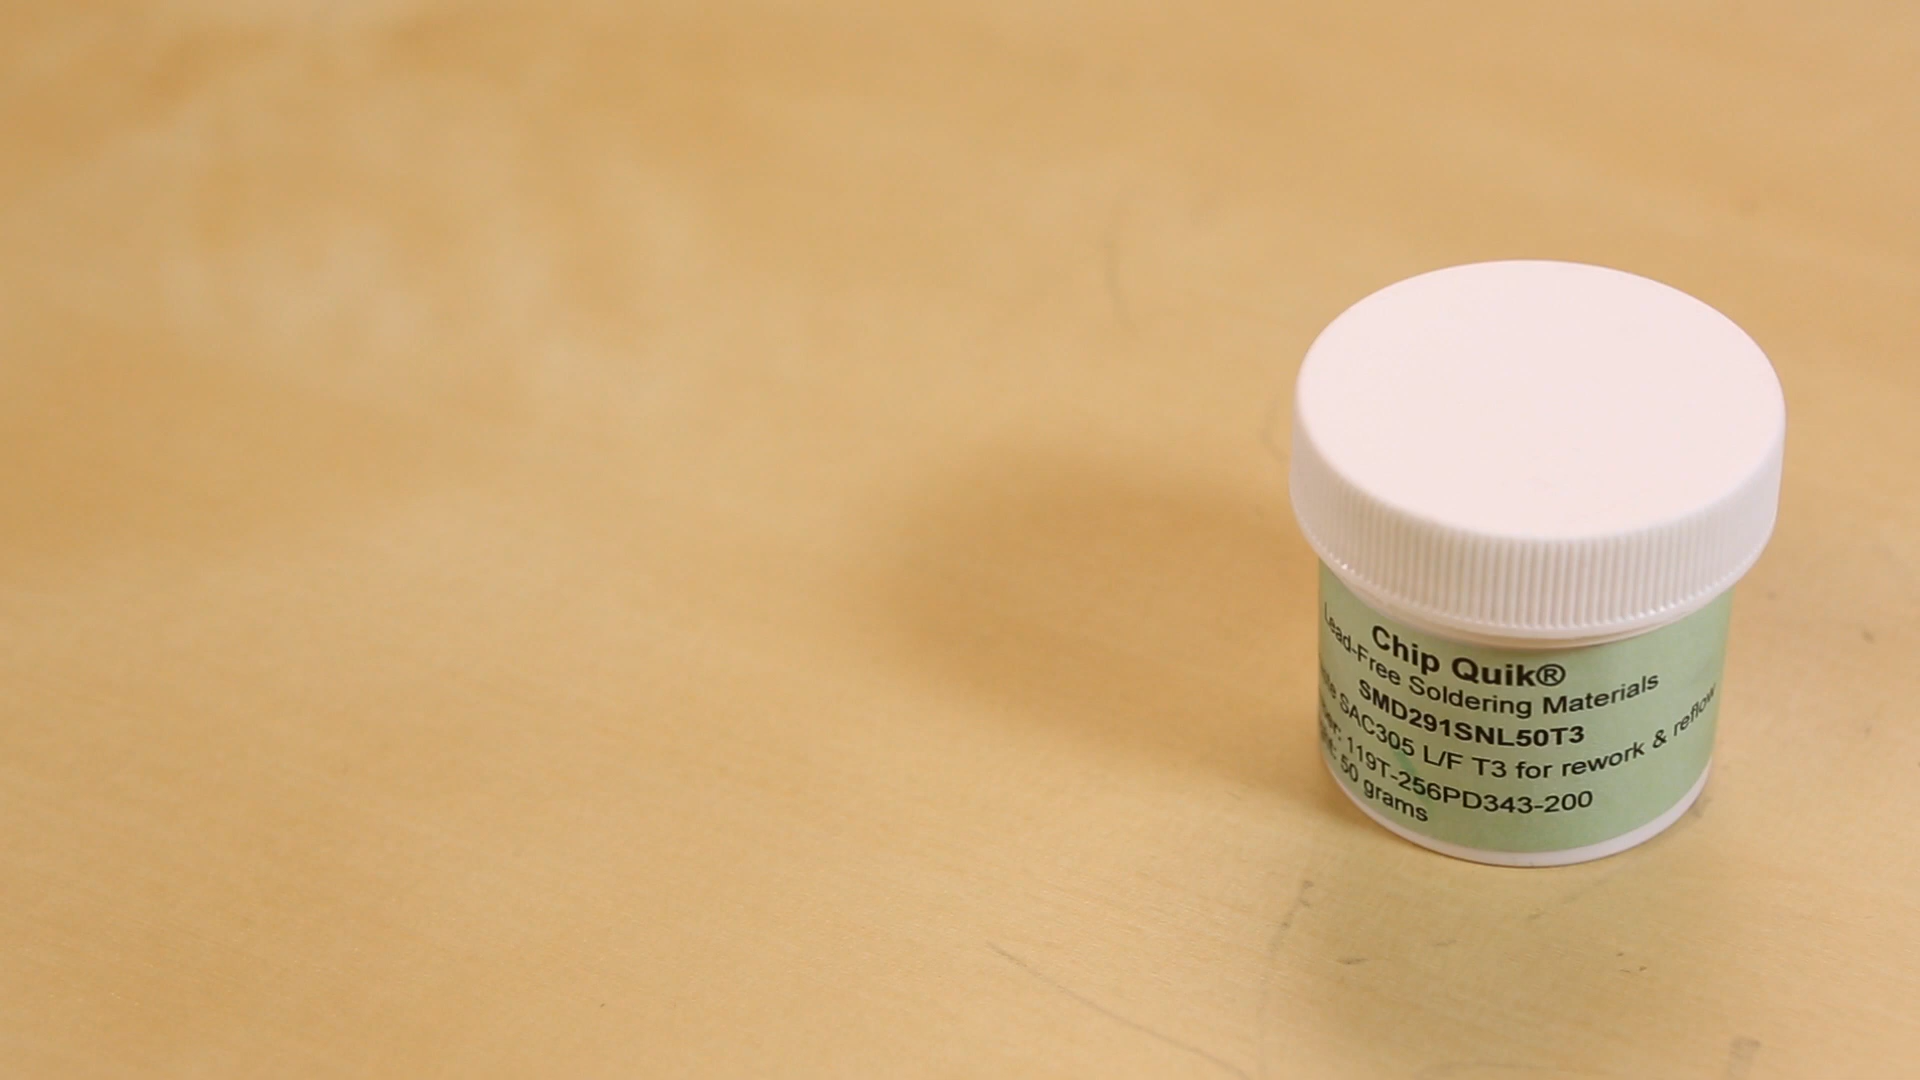 Chip Quik®
Lead-Free Soldering Materials
SMD291SNL50T3
SAC305 L/F T3 for rework & reflow
119T-256PD343-200
50 grams